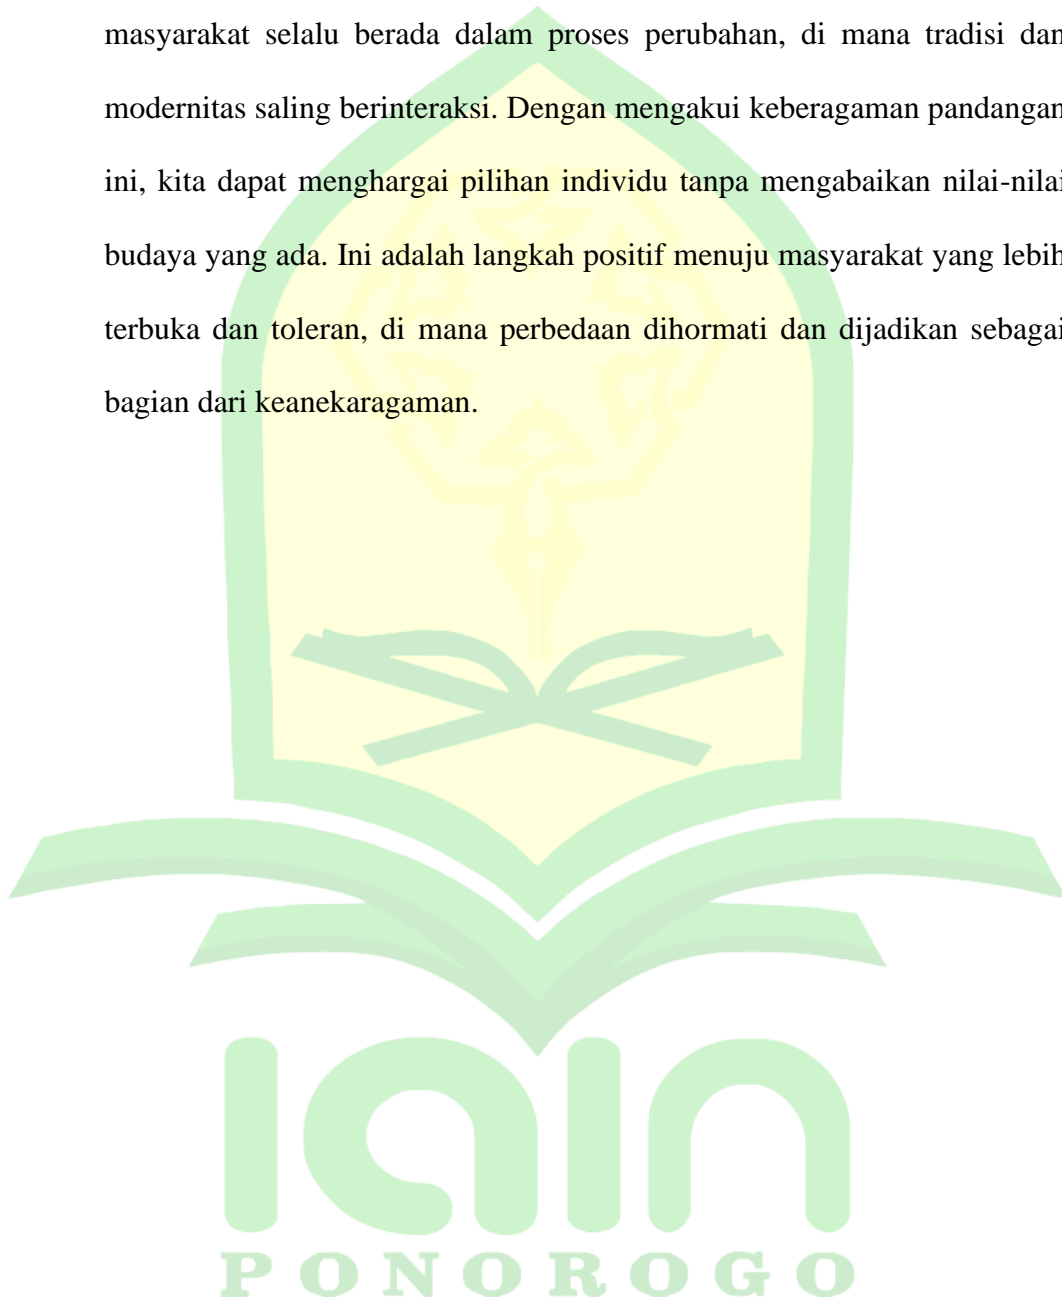 masyarakat selalu berada dalam proses perubahan, di mana tradisi dan
modernitas saling berinteraksi. Dengan mengakui keberagaman pandangan
ini, kita dapat menghargai pilihan individu tanpa mengabaikan nilai-nilai
budaya yang ada. Ini adalah langkah positif menuju masyarakat yang lebih
terbuka dan toleran, di mana perbedaan dihormati dan dijadikan sebagai
bagian dari keanekaragaman.
iain
PONOROGO